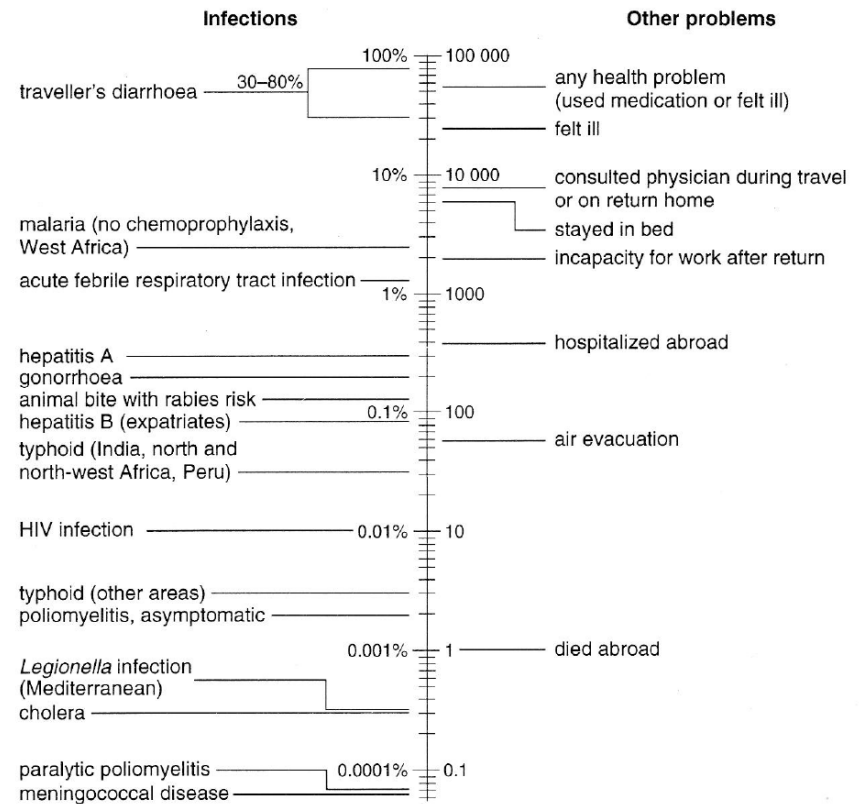 Infections
Other problems
100%
100 000
30–80%
traveller's diarrhoea
any health problem
(used medication or felt ill)
felt ill
10%
10 000
consulted physician during travel
or on return home
malaria (no chemoprophylaxis,
West Africa)
stayed in bed
incapacity for work after return
acute febrile respiratory tract infection
1%
1000
hospitalized abroad
hepatitis A
gonorrhoea
animal bite with rabies risk
0.1%
100
hepatitis B (expatriates)
air evacuation
typhoid (India, north and
north-west Africa, Peru)
HIV infection
0.01%
10
typhoid (other areas)
poliomyelitis, asymptomatic
0.001%
1
died abroad
Legionella infection
(Mediterranean)
cholera
paralytic poliomyelitis
0.0001%
0.1
meningococcal disease